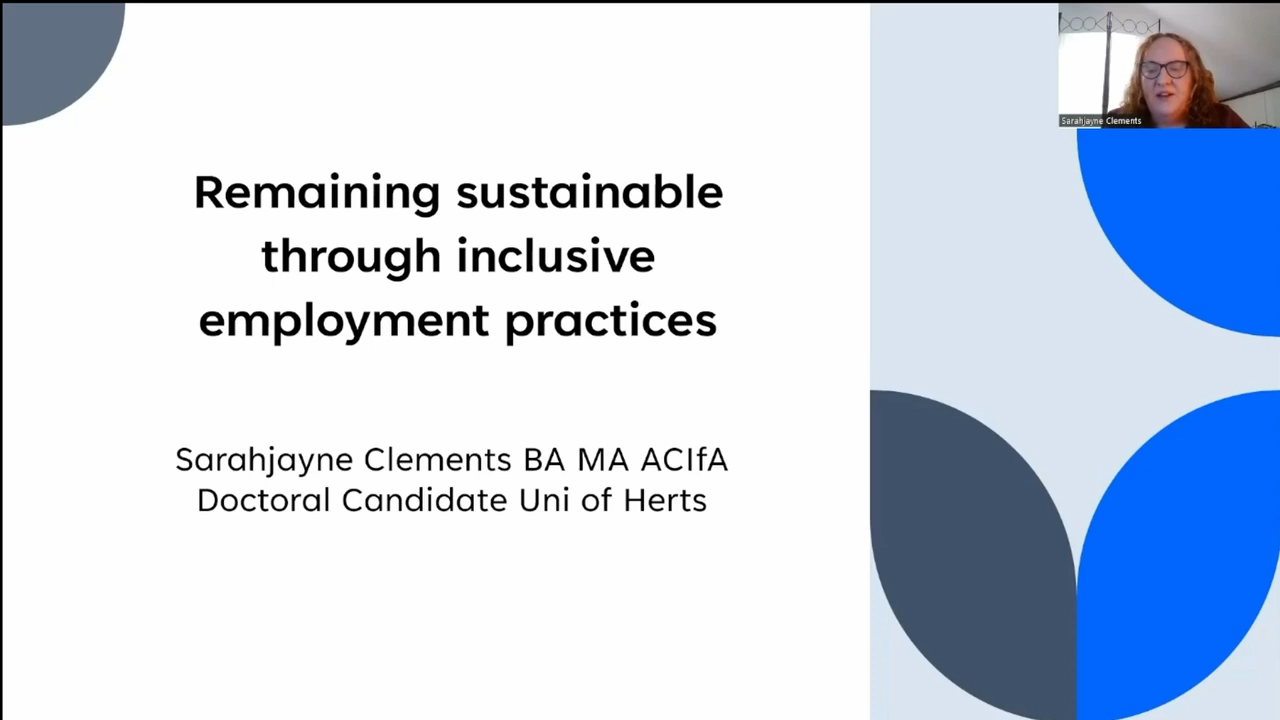 Sarahjayne Clements
Remaining sustainable
through inclusive
employment practices
Sarahjayne Clements BA MA ACIfA
Doctoral Candidate Uni of Herts